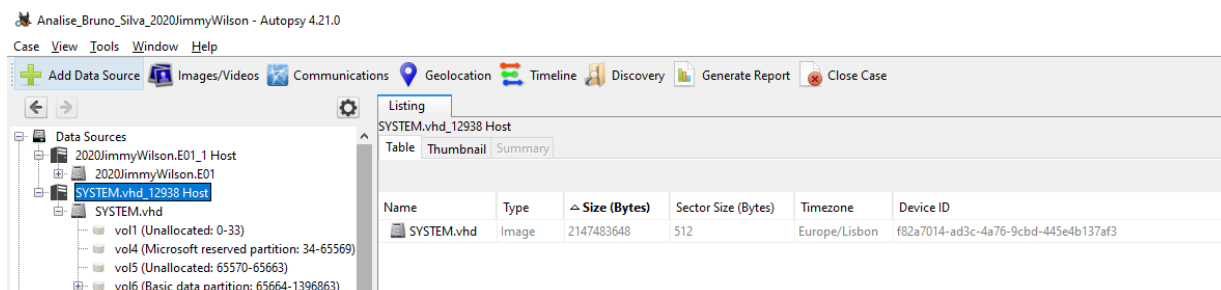 Analise_Bruno_Silva_2020JimmyWilson - Autopsy 4.21.0
Case View Tools Window Help
Add Data Source Images/Videos Communications Geolocation Timeline Discovery Generate Report Close Case
Listing
SYSTEM.vhd_12938 Host
Table Thumbnail Summary
Data Sources
2020JimmyWilson.E01_1 Host
2020JimmyWilson.E01
SYSTEM.vhd_12938 Host
SYSTEM.vhd
vol1 (Unallocated: 0-33)
vol4 (Microsoft reserved partition: 34-65569)
vol5 (Unallocated: 65570-65663)
vol6 (Basic data partition: 65664-1396863)
Name Type Size (Bytes) Sector Size (Bytes) Timezone Device ID
SYSTEM.vhd Image 2147483648 512 Europe/Lisbon f82a7014-ad3c-4a76-9cbd-445e4b137af3